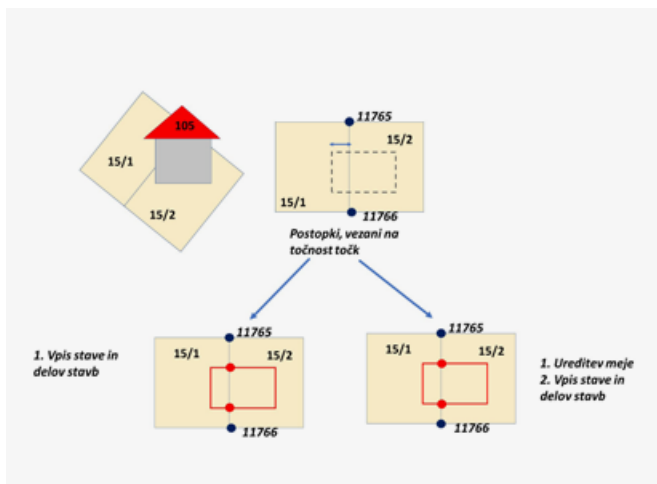 105
15/1
15/2
11765
15/2
15/1
11766
Postopki, vezani na
točnost točk
11765
15/1
15/2
11766
1. Vpis stave in
delov stavb
11765
15/1
15/2
11766
1. Ureditev meje
2. Vpis stave in
delov stavb